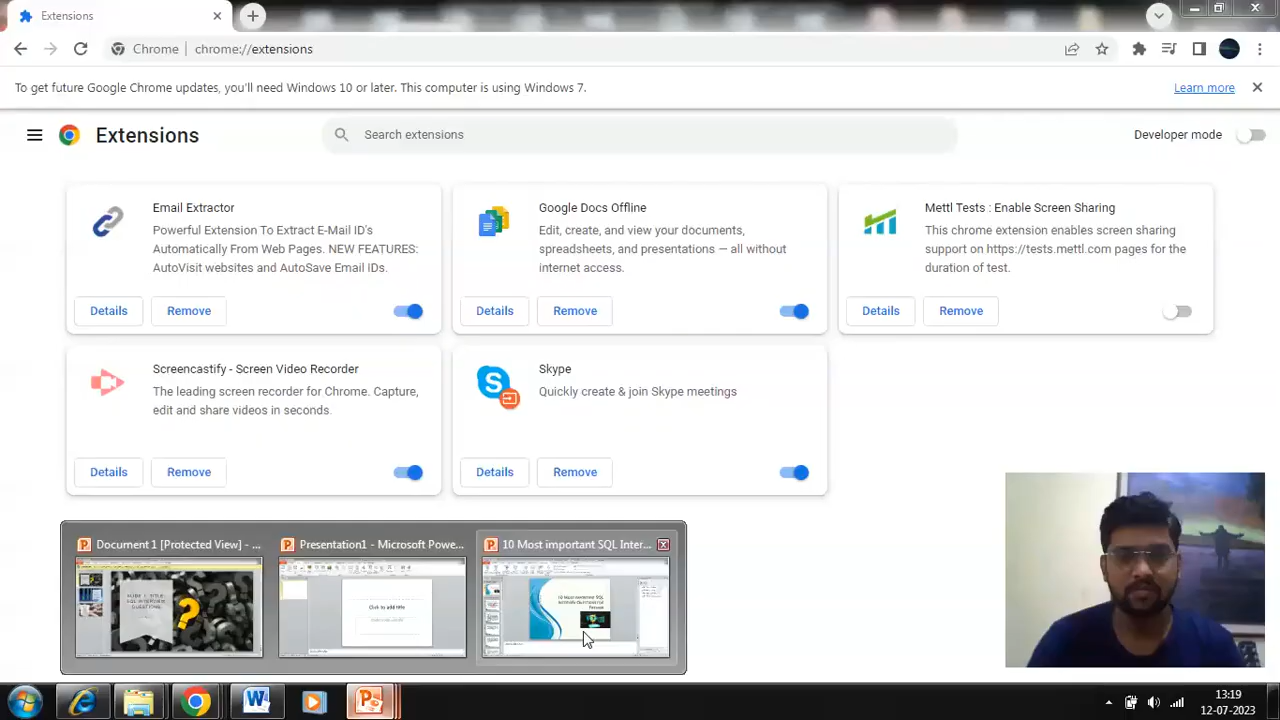 Extensions
Chrome
chrome://extensions
To get future Google Chrome updates, you'll need Windows 10 or later. This computer is using Windows 7.
Learn more
Extensions
Search extensions
Developer mode
Email Extractor
Powerful Extension To Extract E-Mail ID's
Automatically From Web Pages. NEW FEATURES:
AutoVisit websites and AutoSave Email IDs.
Details
Remove
Google Docs Offline
Edit, create, and view your documents,
spreadsheets, and presentations — all without
internet access.
Details
Remove
Mettl Tests : Enable Screen Sharing
This chrome extension enables screen sharing
support on https://tests.mettl.com pages for the
duration of test.
Details
Remove
Screencastify - Screen Video Recorder
The leading screen recorder for Chrome. Capture,
edit and share videos in seconds.
Details
Remove
Skype
Quickly create & join Skype meetings
Details
Remove
Document 1 [Protected View] - ...
Presentation1 - Microsoft Powe...
10 Most important SQL Inter...
Click to add title
13:19
12-07-2023